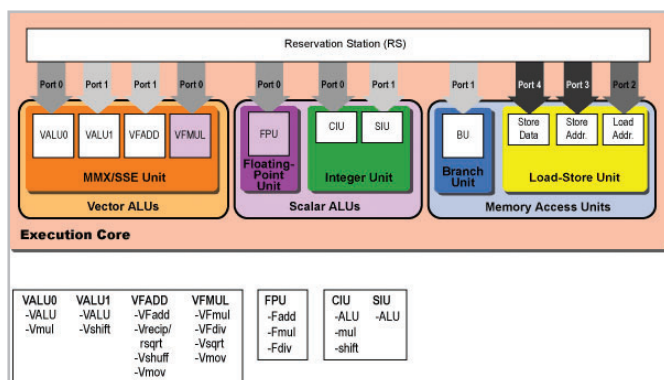 Reservation Station (RS)
Port 0 Port 1 Port 1 Port 0 Port 0 Port 0 Port 1 Port 1 Port 4 Port 3 Port 2
VALU0 VALU1 VFADD VFMUL FPU CIU SIU BU Store Data Store Addr. Load Addr.
MMX/SSE Unit Floating-Point Unit Integer Unit Branch Unit Load-Store Unit
Vector ALUs Scalar ALUs Memory Access Units
Execution Core
VALU0 VALU1 VFADD VFMUL FPU CIU SIU
-VALU -VALU -VFadd -VFmul -Fadd -ALU -ALU
-Vmul -Vshift -Vrecip/ -VFdiv -Fmul -mul
rsqrt -Vsqrt -Fdiv -shift
-Vshuff -Vmov
-Vmov